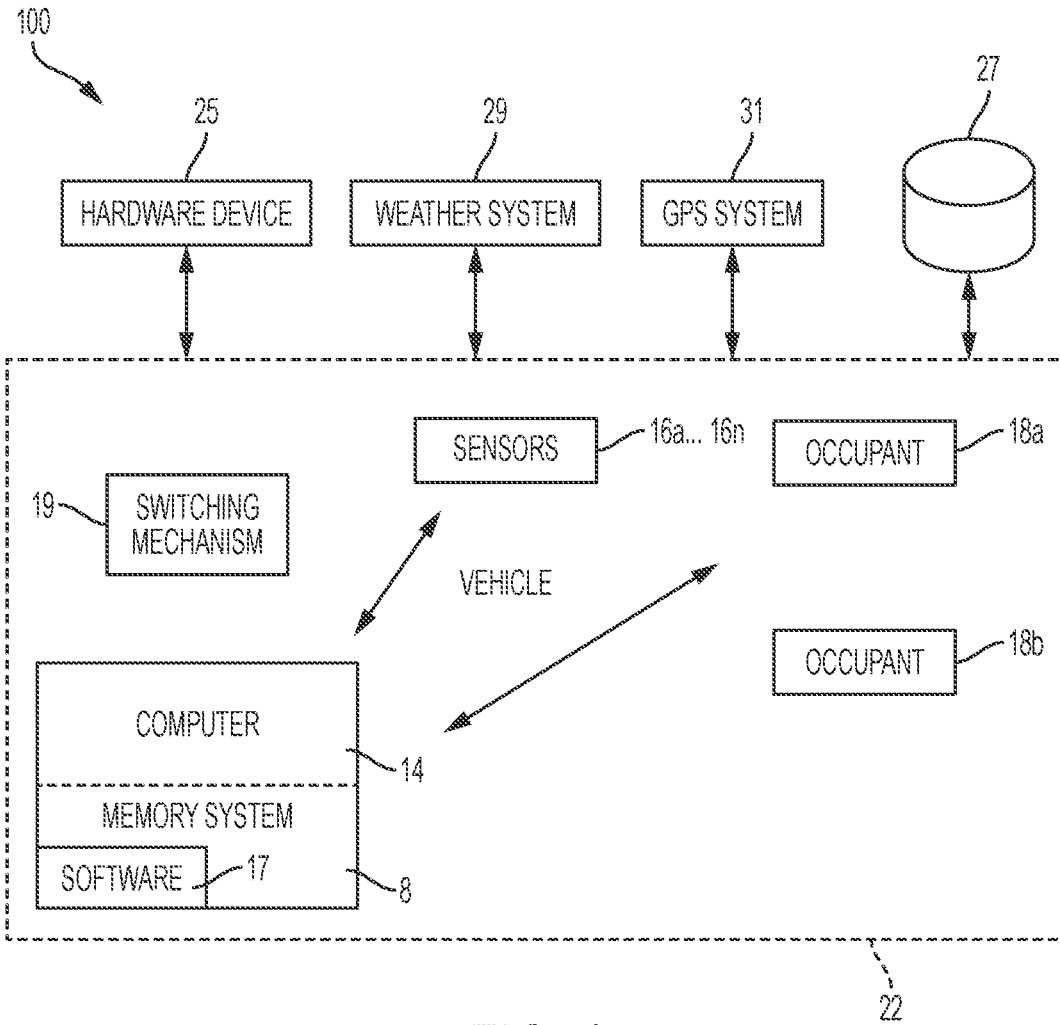 100
25
29
31
27
HARDWARE DEVICE
WEATHER SYSTEM
GPS SYSTEM
SENSORS
16a... 16n
OCCUPANT
18a
19
SWITCHING
MECHANISM
VEHICLE
OCCUPANT
18b
COMPUTER
14
MEMORY SYSTEM
SOFTWARE
17
8
22